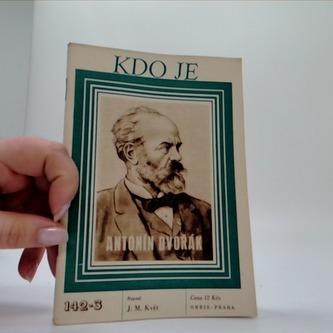 KDO JE
ANTONÍN DVOŘÁK
142-3
Napsal
J. M. Květ
Cena 12 Kčs
ORBIS-PRAHA